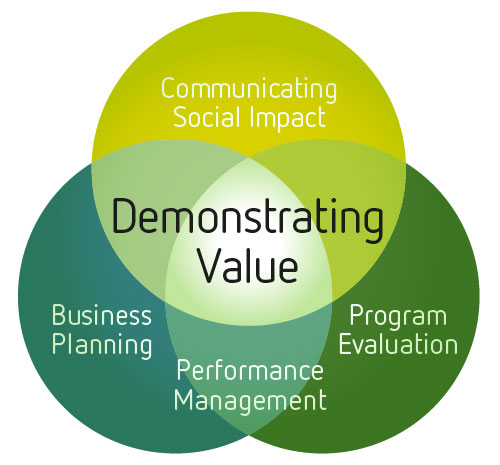 Communicating
Social Impact
Demonstrating
Value
Business
Planning
Program
Evaluation
Performance
Management